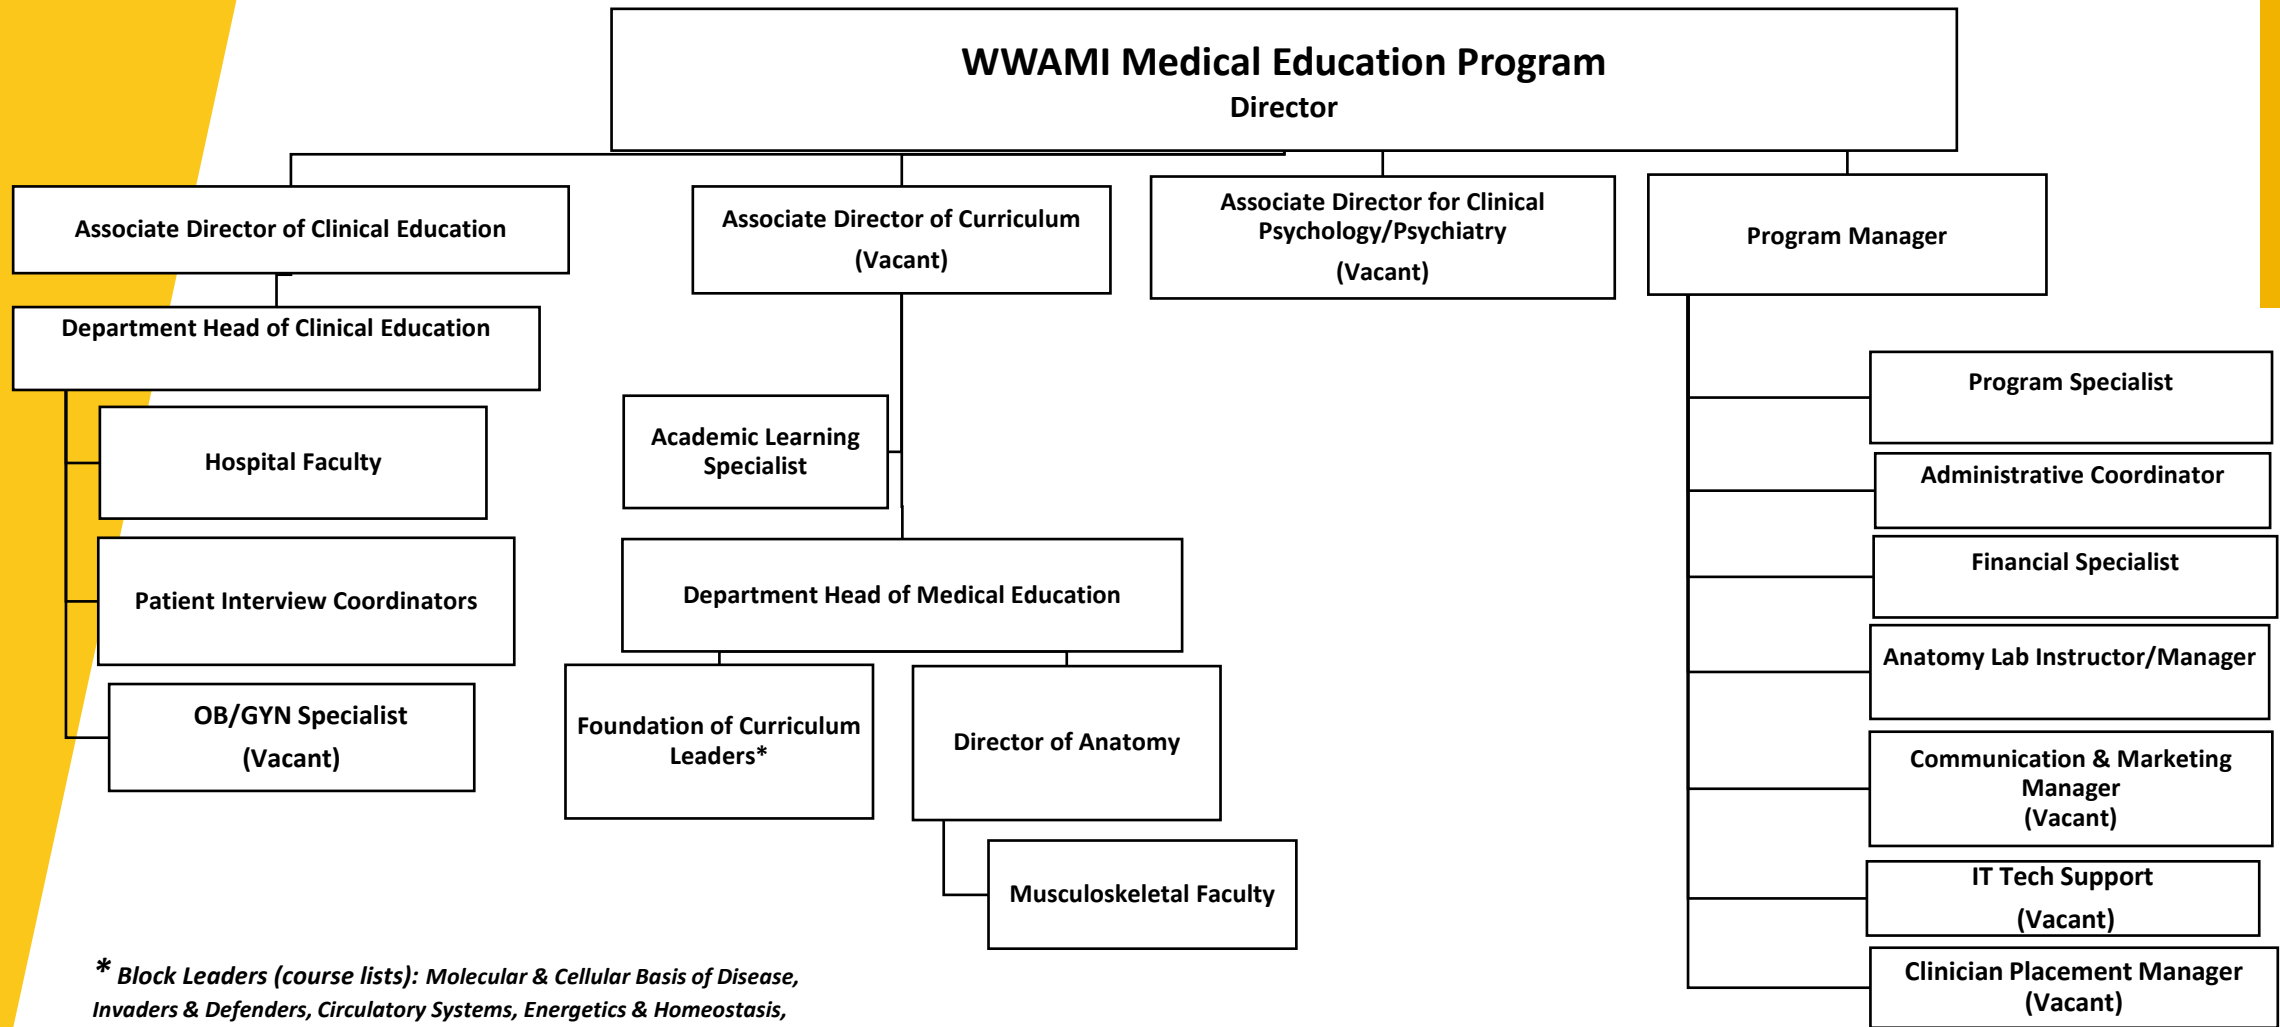 WWAMI Medical Education Program
Director
Associate Director of Clinical Education
Associate Director of Curriculum
(Vacant)
Associate Director for Clinical
Psychology/Psychiatry
(Vacant)
Program Manager
Department Head of Clinical Education
Hospital Faculty
Patient Interview Coordinators
OB/GYN Specialist
(Vacant)
Academic Learning
Specialist
Department Head of Medical Education
Foundation of Curriculum
Leaders*
Director of Anatomy
Musculoskeletal Faculty
Program Specialist
Administrative Coordinator
Financial Specialist
Anatomy Lab Instructor/Manager
Communication & Marketing
Manager
(Vacant)
IT Tech Support
(Vacant)
Clinician Placement Manager
(Vacant)
* Block Leaders (course lists): Molecular & Cellular Basis of Disease,
Invaders & Defenders, Circulatory Systems, Energetics & Homeostasis,